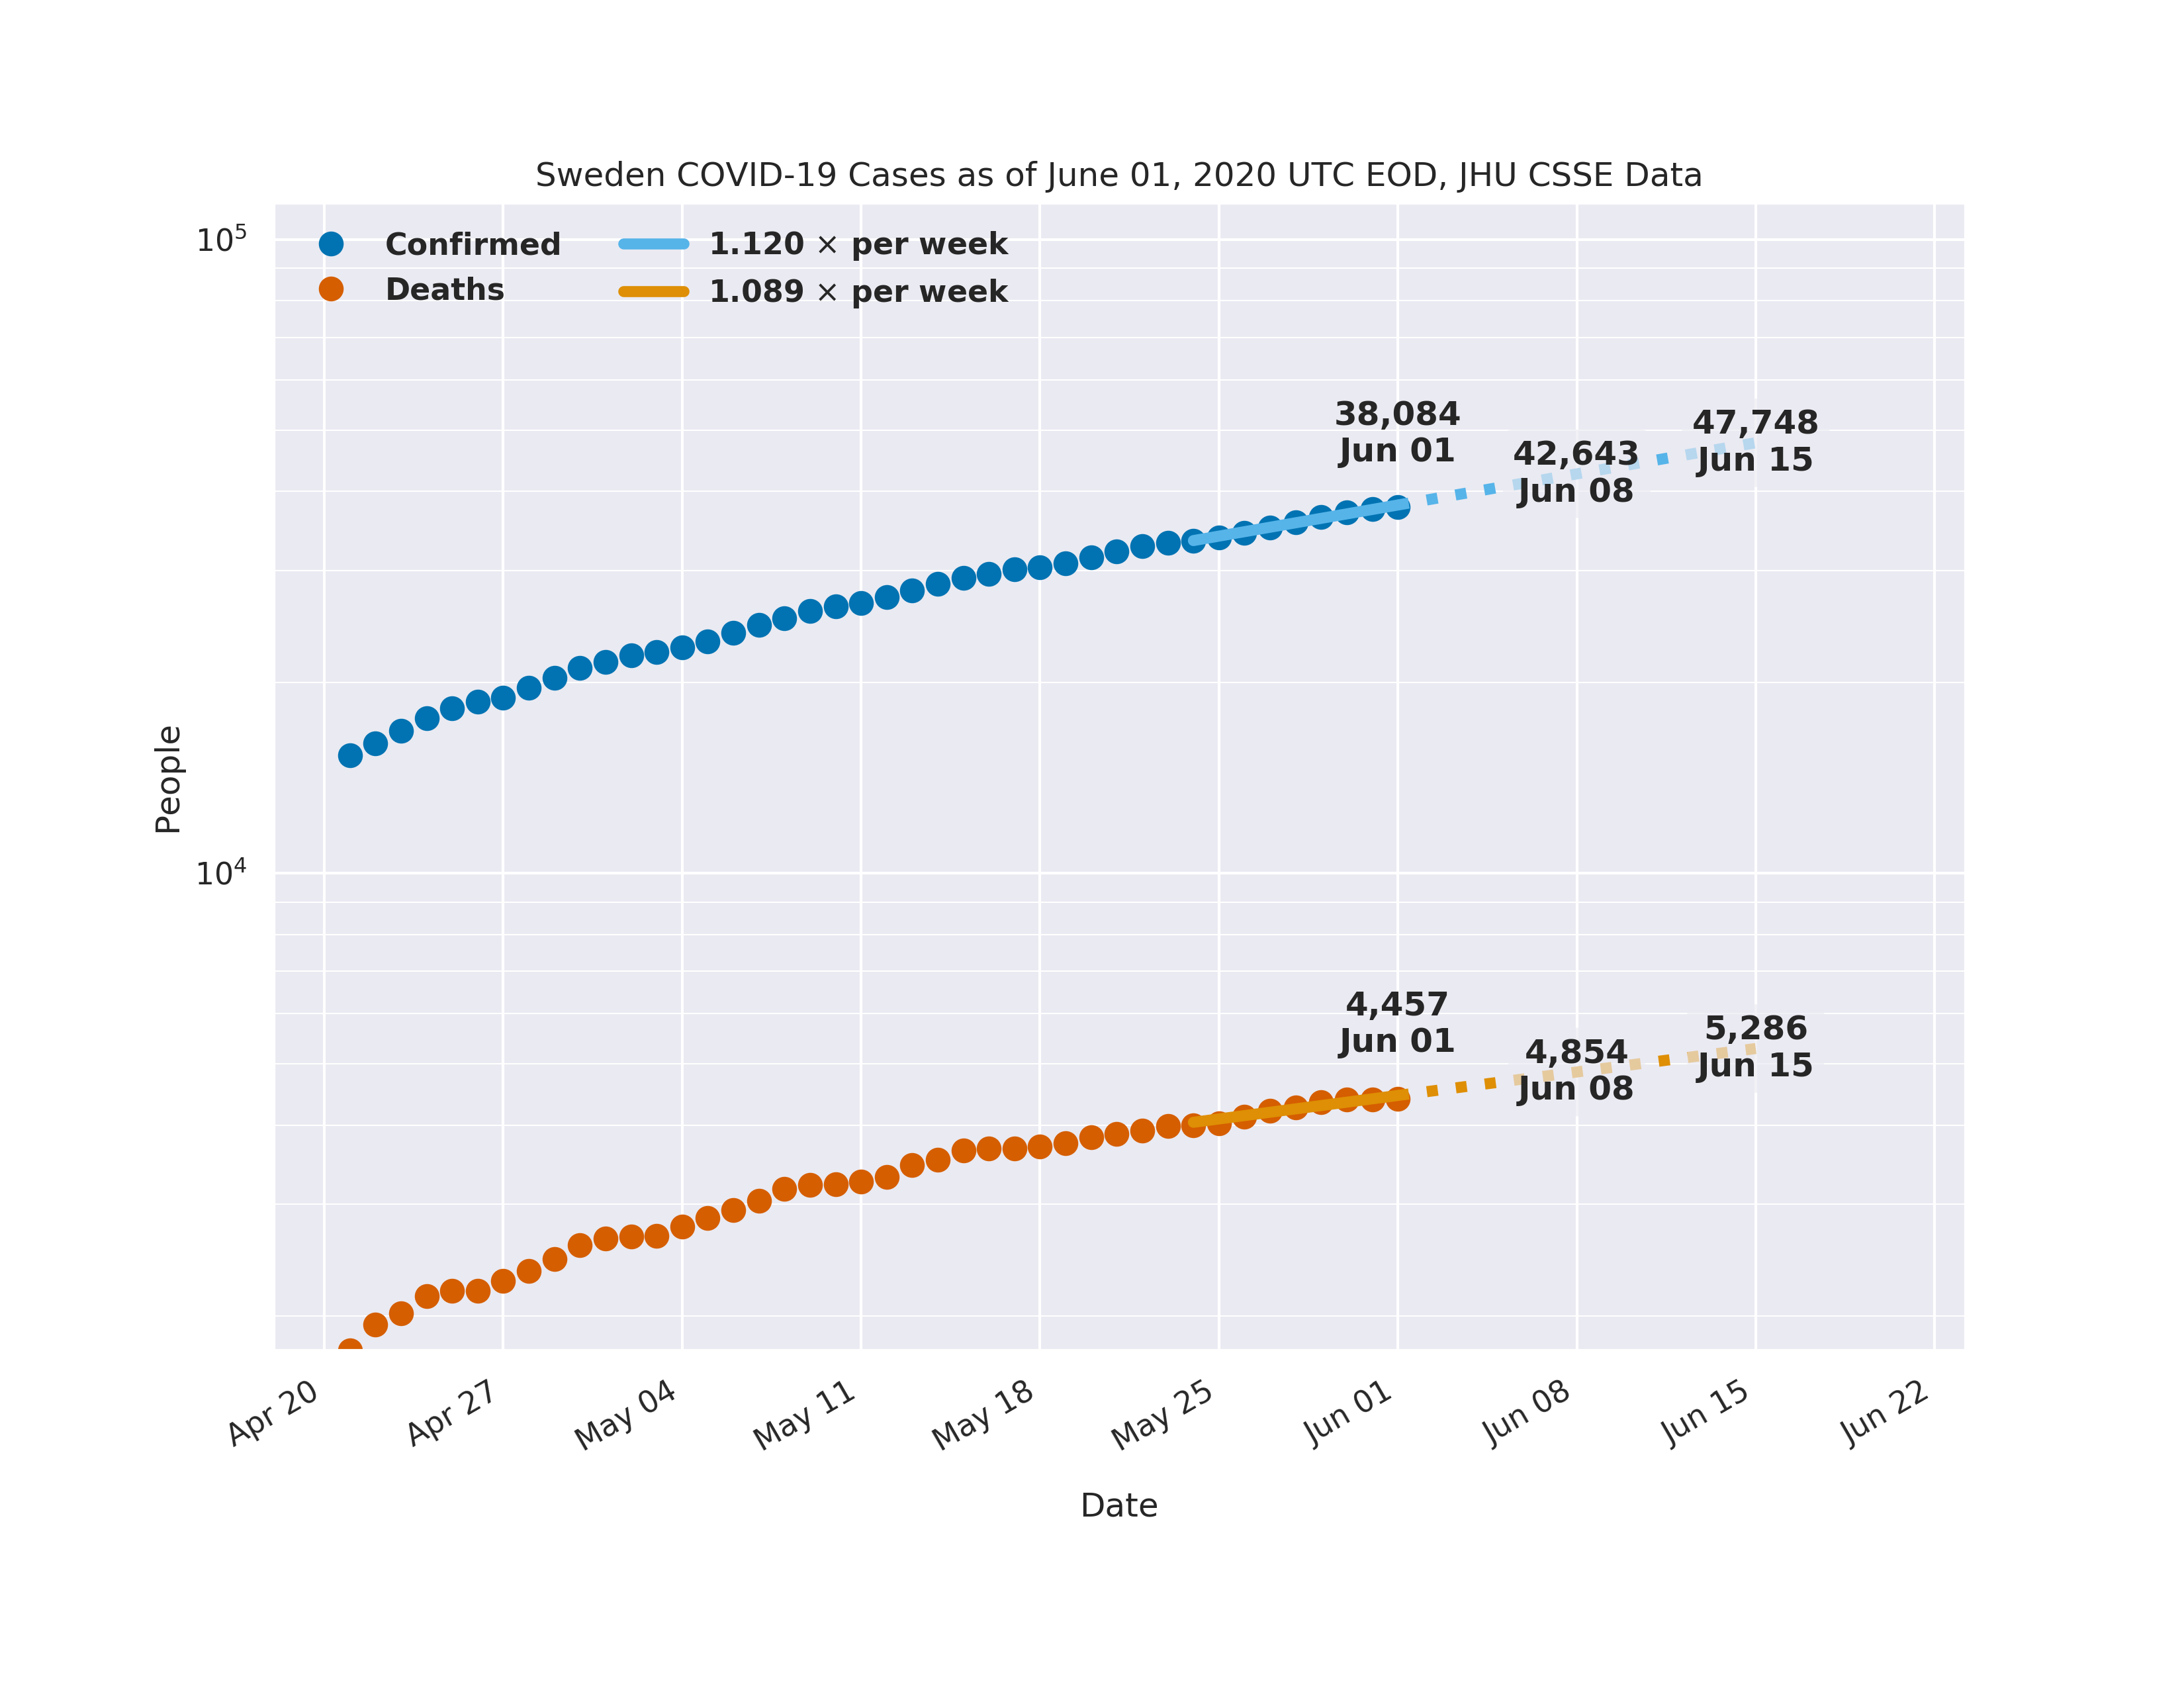 Sweden COVID-19 Cases as of June 01, 2020 UTC EOD, JHU CSSE Data
Confirmed
Deaths
1.120 × per week
1.089 × per week
10⁵
10⁴
People
38,084
Jun 01
42,643
Jun 08
47,748
Jun 15
4,457
Jun 01
4,854
Jun 08
5,286
Jun 15
Apr 20
Apr 27
May 04
May 11
May 18
May 25
Jun 01
Jun 08
Jun 15
Jun 22
Date